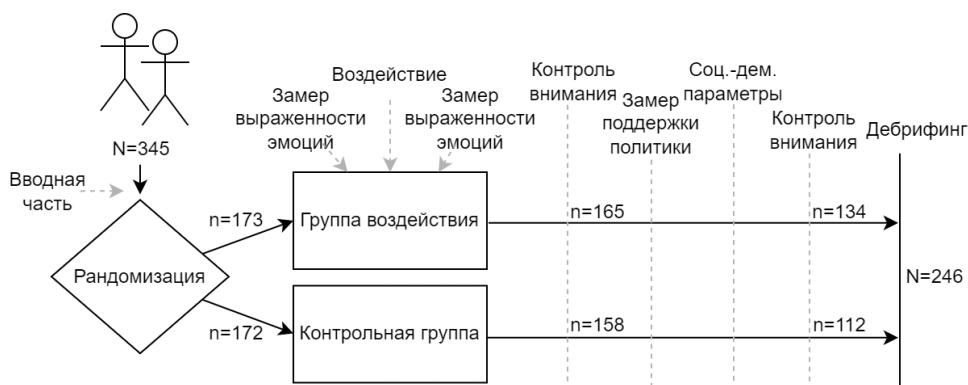 Воздействие
Замер
выраженности
эмоций
Замер
выраженности
эмоций
Контроль
внимания
Замер
поддержки
политики
Соц.-дем.
параметры
Контроль
внимания
Дебрифинг
N=345
Вводная
часть
Рандомизация
n=173
Группа воздействия
n=165
n=134
N=246
n=172
Контрольная группа
n=158
n=112